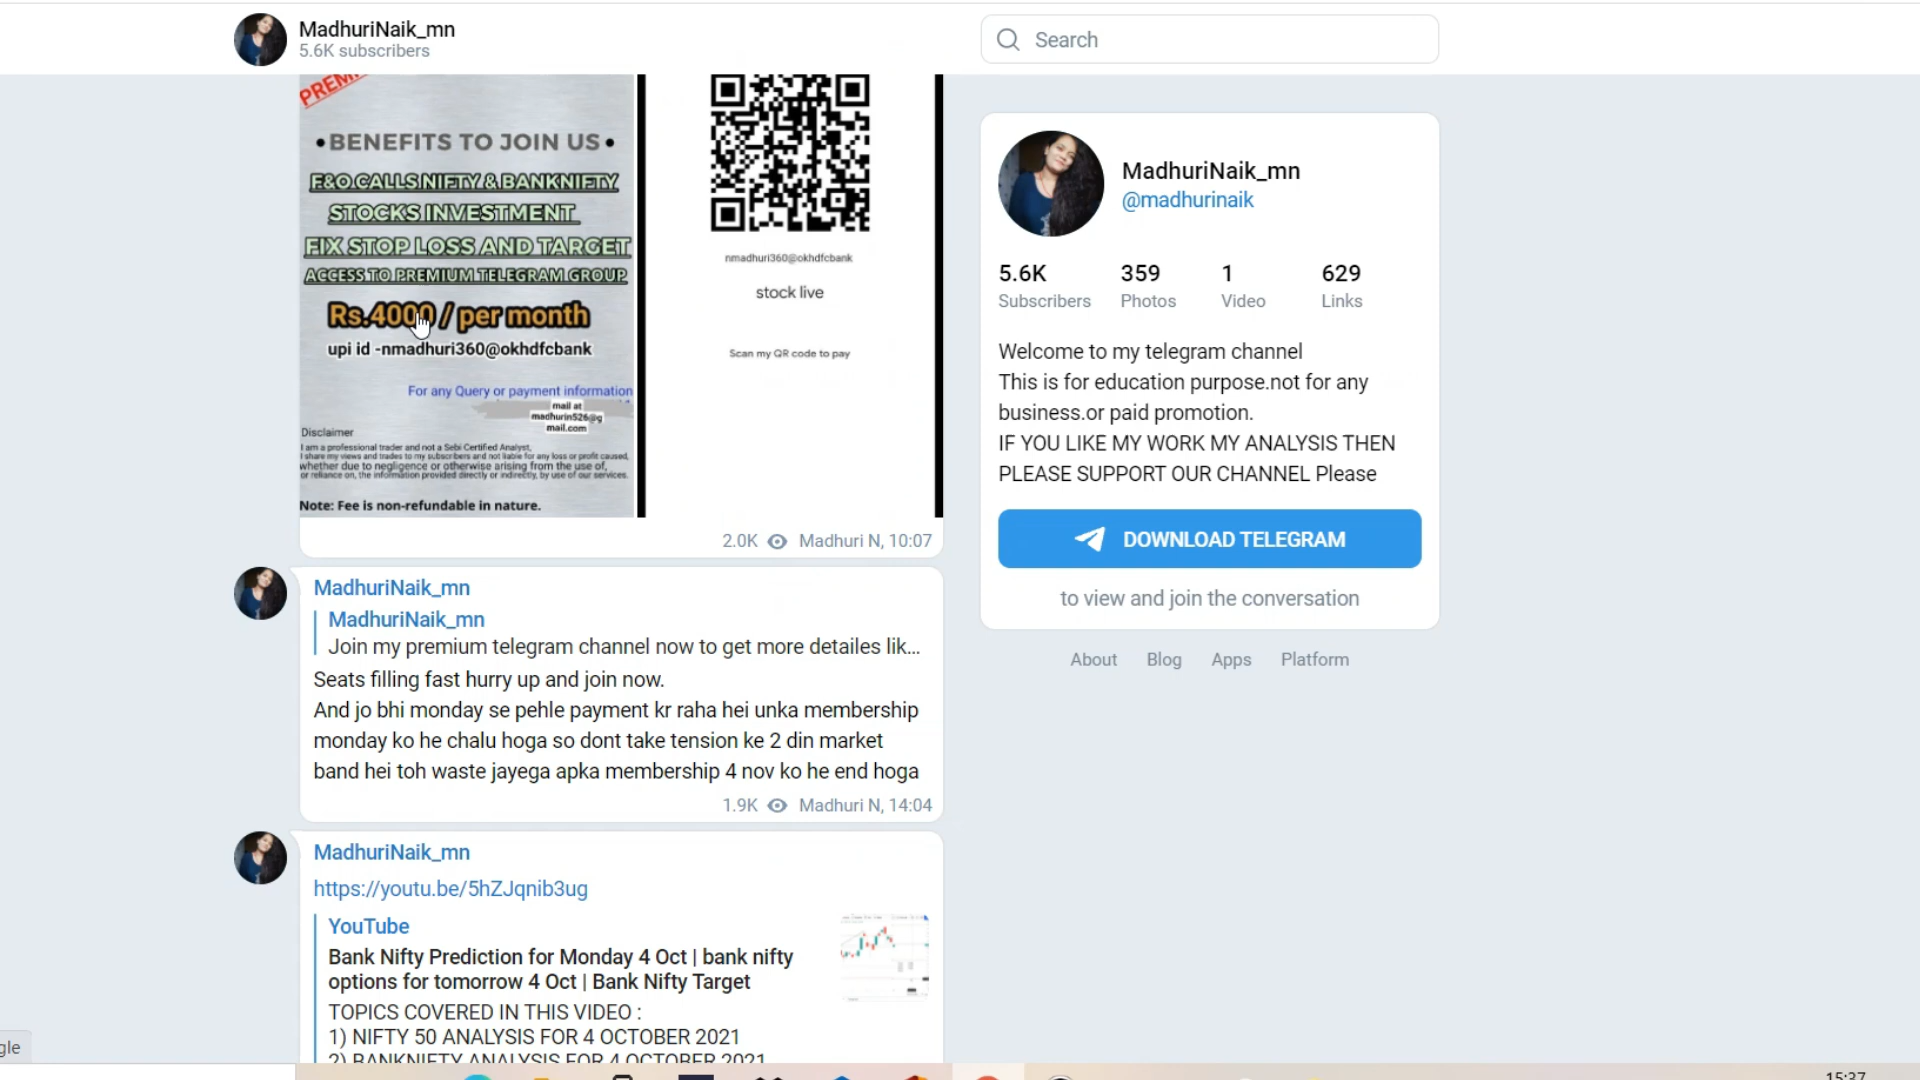 MadhuriNaik_mn
5.6K subscribers
Search
•BENEFITS TO JOIN US•
F&O CALLS NIFTY & BANKNIFTY
STOCKS INVESTMENT
FIX STOP LOSS AND TARGET
ACCESS TO PREMIUM TELEGRAM GROUP
Rs.4000 / per month
upi id -nmadhuri360@okhdfcbank
For any Query or payment information
mail at
madhurin526@g
mail.com
Disclaimer
I am a professional trader and not a Sebi Certified Analyst,
I share my views and trades to my subscribers and not liable for any loss or profit caused,
whether due to negligence or otherwise arising from the use of,
or reliance on, the information provided directly or indirectly, by use of our services.
Note: Fee is non-refundable in nature.
nmadhuri360@okhdfcbank
stock live
Scan my QR code to pay
2.0K Madhuri N, 10:07
MadhuriNaik_mn
MadhuriNaik_mn
Join my premium telegram channel now to get more detailes lik...
Seats filling fast hurry up and join now.
And jo bhi monday se pehle payment kr raha hei unka membership
monday ko he chalu hoga so dont take tension ke 2 din market
band hei toh waste jayega apka membership 4 nov ko he end hoga
1.9K Madhuri N, 14:04
MadhuriNaik_mn
https://youtu.be/5hZJqnib3ug
YouTube
Bank Nifty Prediction for Monday 4 Oct | bank nifty
options for tomorrow 4 Oct | Bank Nifty Target
TOPICS COVERED IN THIS VIDEO :
1) NIFTY 50 ANALYSIS FOR 4 OCTOBER 2021
2) BANKNIFTY ANALYSIS FOR 4 OCTOBER 2021
MadhuriNaik_mn
@madhurinaik
5.6K 359 1 629
Subscribers Photos Video Links
Welcome to my telegram channel
This is for education purpose.not for any
business.or paid promotion.
IF YOU LIKE MY WORK MY ANALYSIS THEN
PLEASE SUPPORT OUR CHANNEL Please
DOWNLOAD TELEGRAM
to view and join the conversation
About Blog Apps Platform
15:37